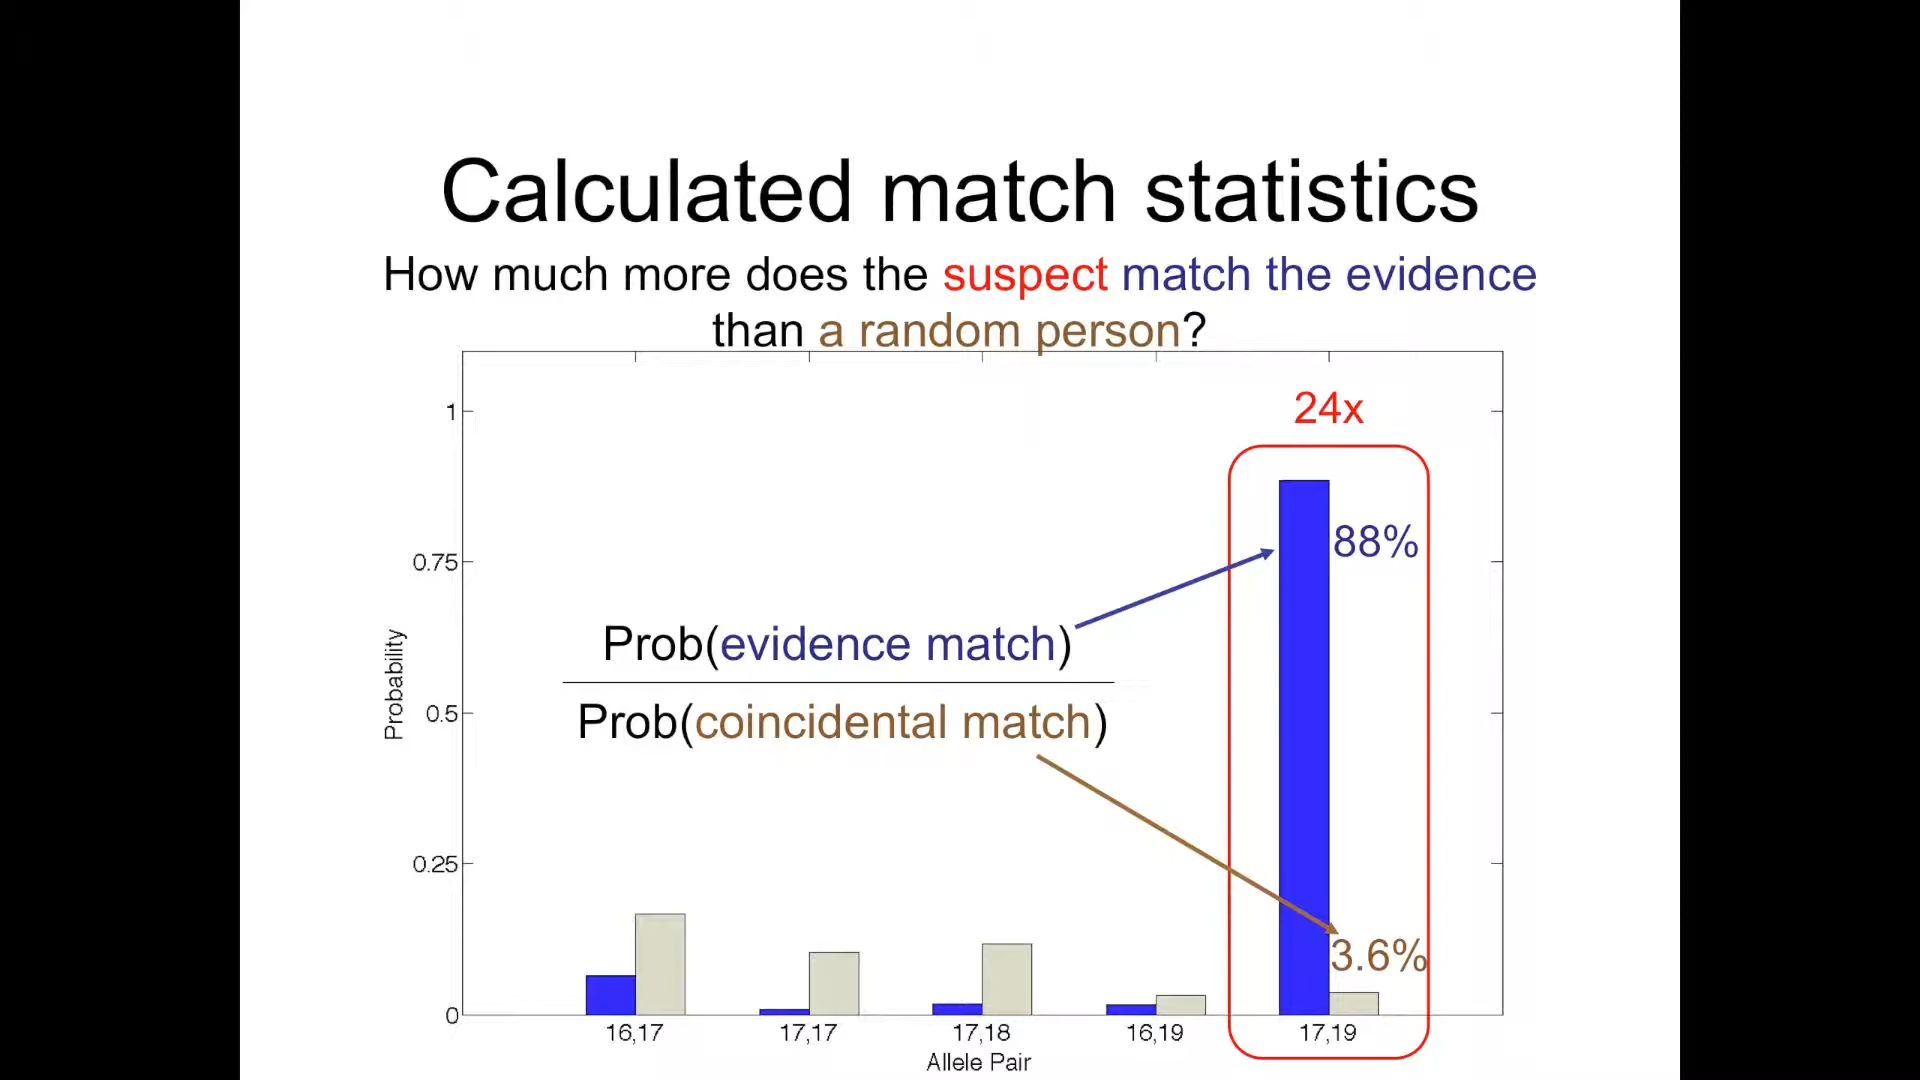 Calculated match statistics
How much more does the suspect match the evidence
than a random person?
24x
1
88%
0.75
Prob(evidence match)
Probability
0.5
Prob(coincidental match)
0.25
3.6%
0
16,17 17,17 17,18 16,19 17,19
Allele Pair